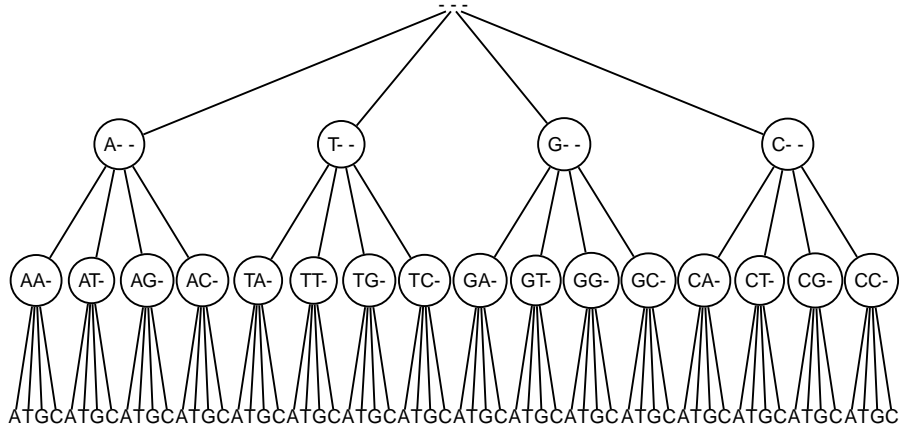 ---
A-- T-- G-- C--
AA- AT- AG- AC- TA- TT- TG- TC- GA- GT- GG- GC- CA- CT- CG- CC-
ATGCATGCATGCATGCATGCATGCATGCATGCATGCATGCATGCATGCATGCATGCATGCATGC